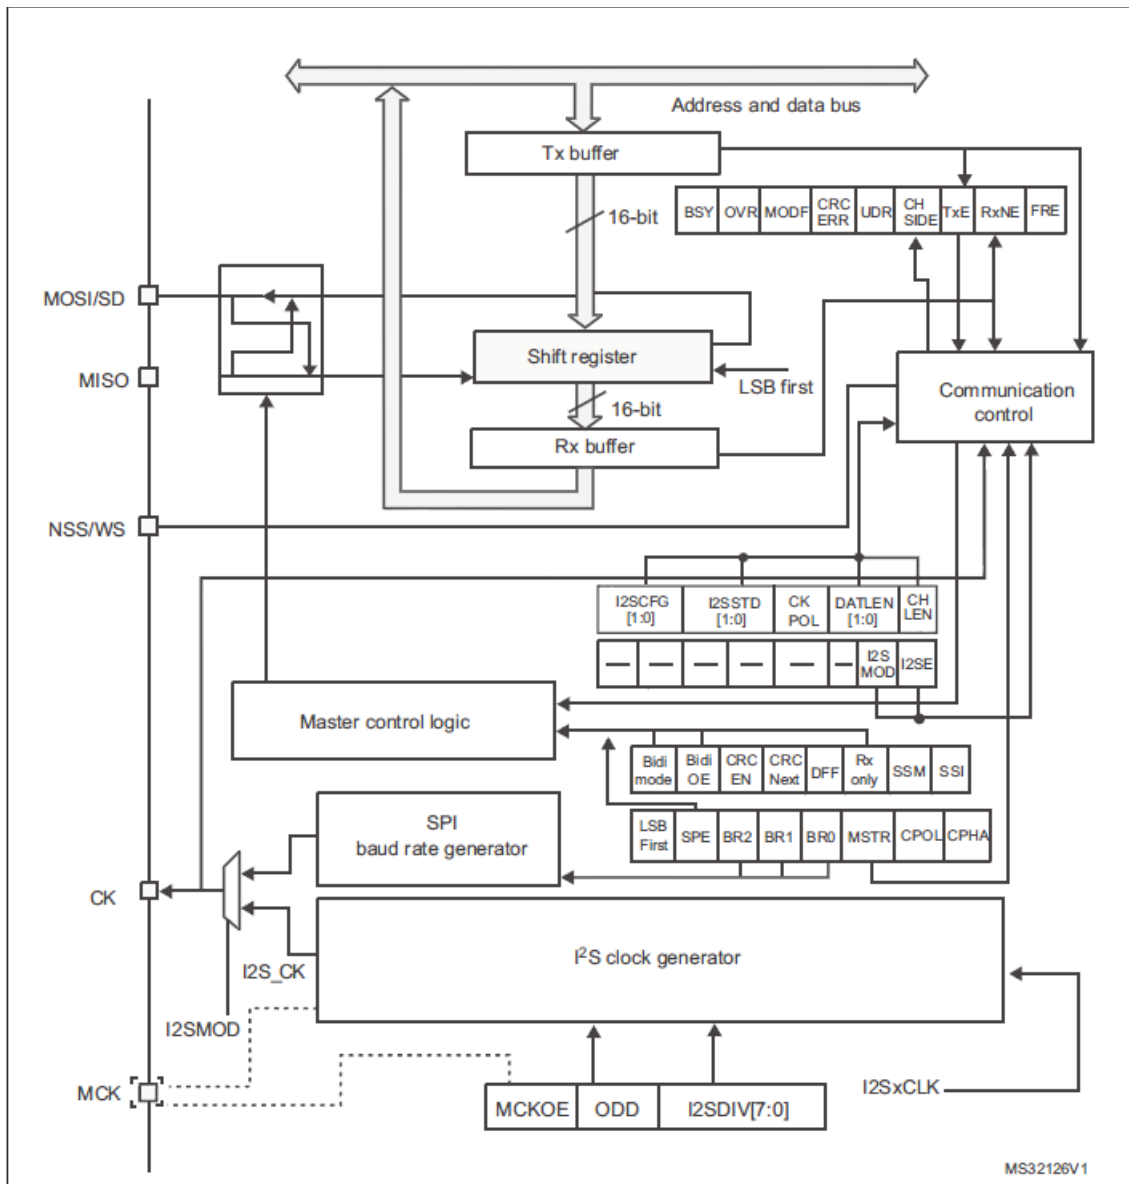 Address and data bus
Tx buffer
16-bit
BSY OVR MODF CRC ERR UDR CH SIDE TxE RxNE FRE
MOSI/SD
Shift register
MISO
LSB first
Communication
control
16-bit
Rx buffer
NSS/WS
I2SCFG [1:0] I2SSTD [1:0] CK POL DATLEN [1:0] CH LEN
I2S MOD I2SE
Master control logic
Bidi mode Bidi OE CRC EN CRC Next DFF Rx only SSM SSI
LSB First SPE BR2 BR1 BR0 MSTR CPOL CPHA
SPI
baud rate generator
CK
I2S_CK
I²S clock generator
I2SMOD
MCK
MCKOE ODD I2SDIV[7:0]
I2SxCLK
MS32126V1